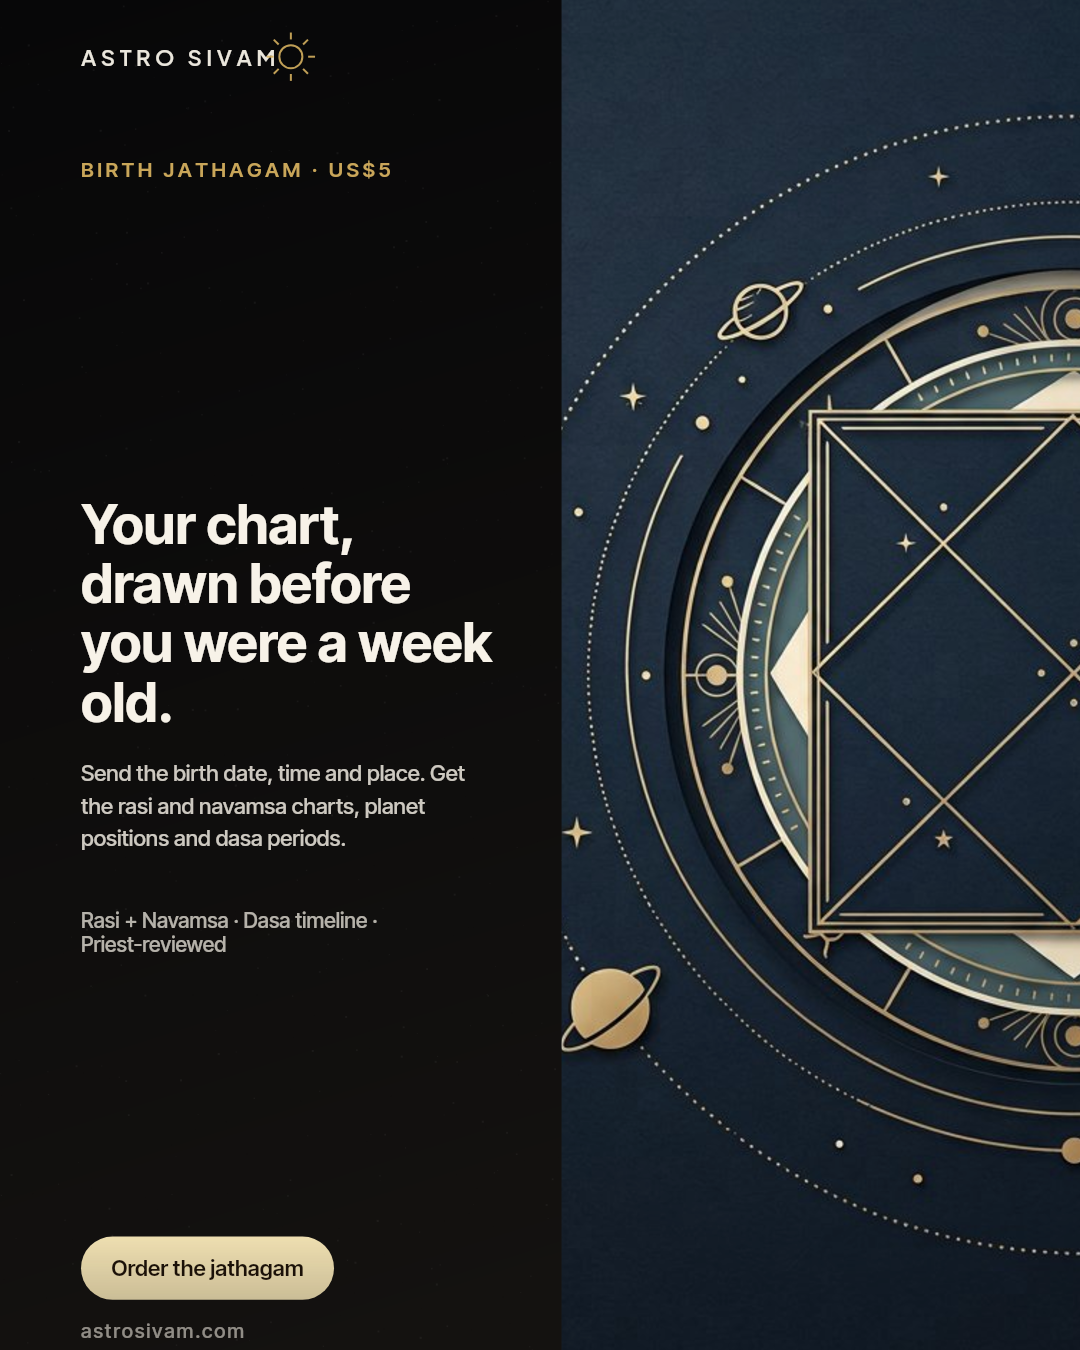 ASTRO SIVAM
BIRTH JATHAGAM · US$5
Your chart,
drawn before
you were a week
old.
Send the birth date, time and place. Get
the rasi and navamsa charts, planet
positions and dasa periods.
Rasi + Navamsa · Dasa timeline ·
Priest-reviewed
Order the jathagam
astrosivam.com